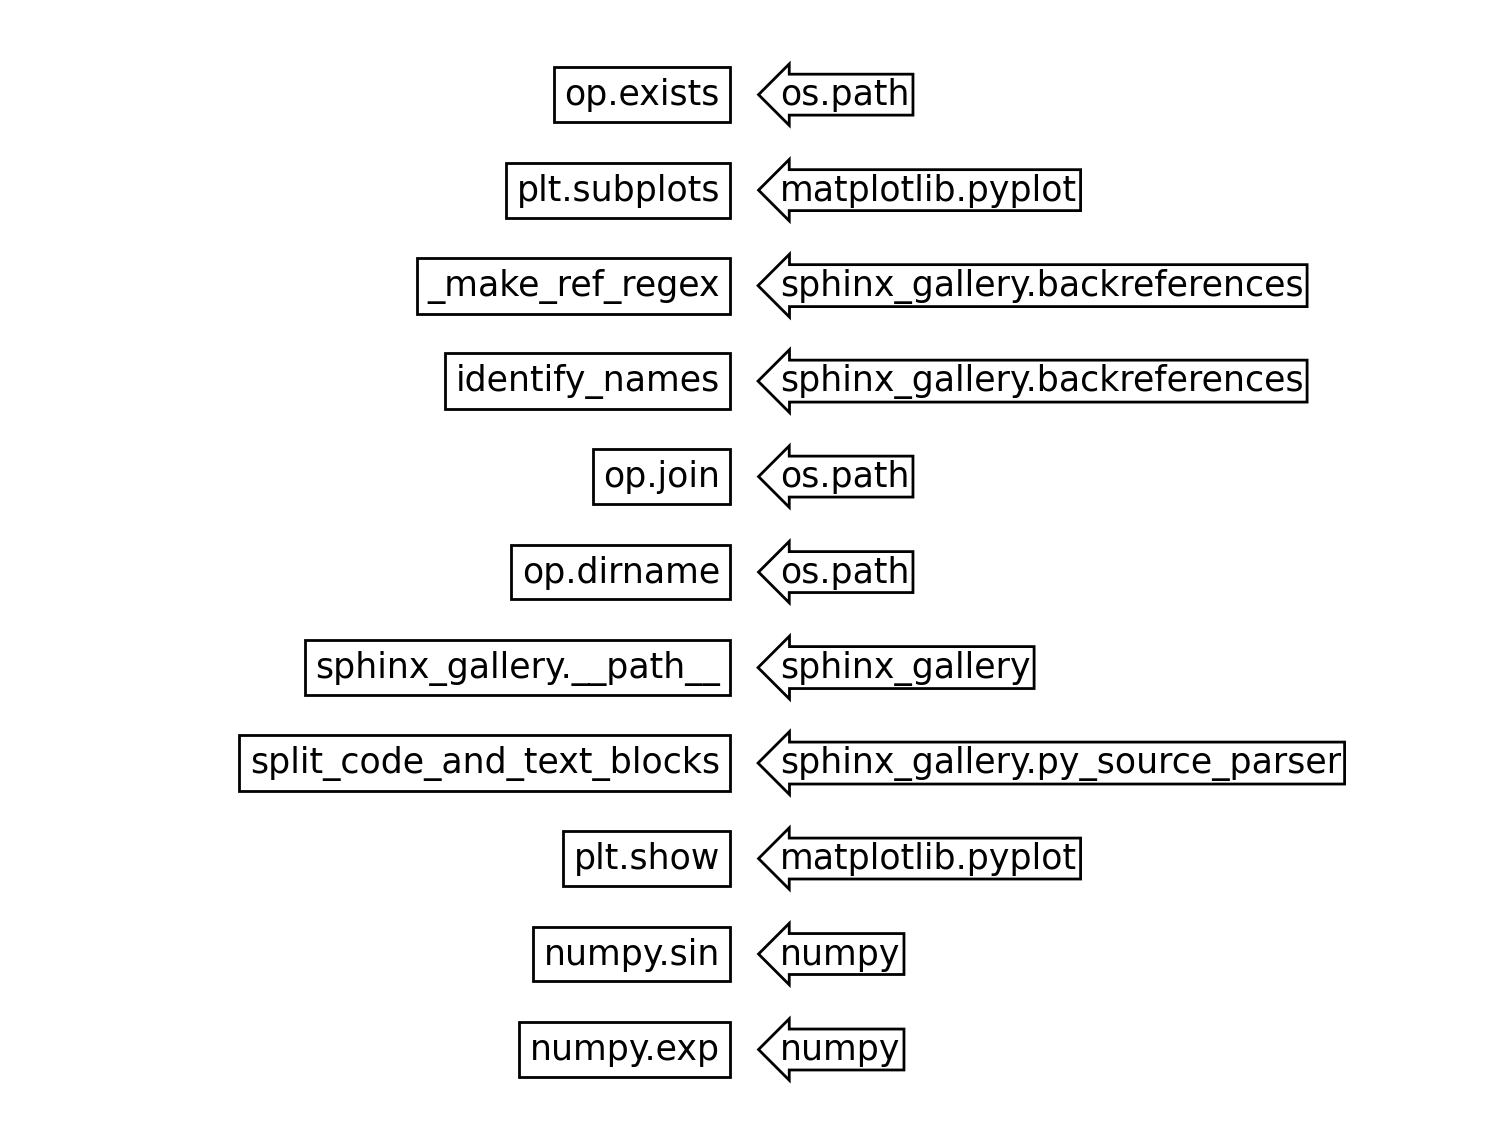 op.exists os.path
plt.subplots matplotlib.pyplot
_make_ref_regex sphinx_gallery.backreferences
identify_names sphinx_gallery.backreferences
op.join os.path
op.dirname os.path
sphinx_gallery.__path__ sphinx_gallery
split_code_and_text_blocks sphinx_gallery.py_source_parser
plt.show matplotlib.pyplot
numpy.sin numpy
numpy.exp numpy